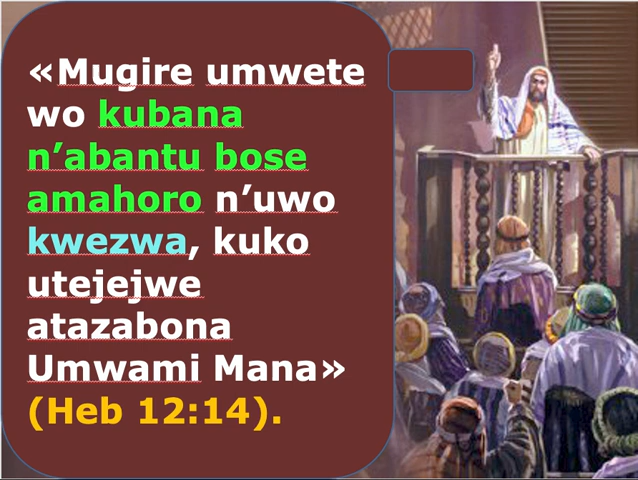 «Mugire umwete
wo kubana
n’abantu bose
amahoro n’uwo
kwezwa, kuko
utejejwe
atazabona
Umwami Mana»
(Heb 12:14).